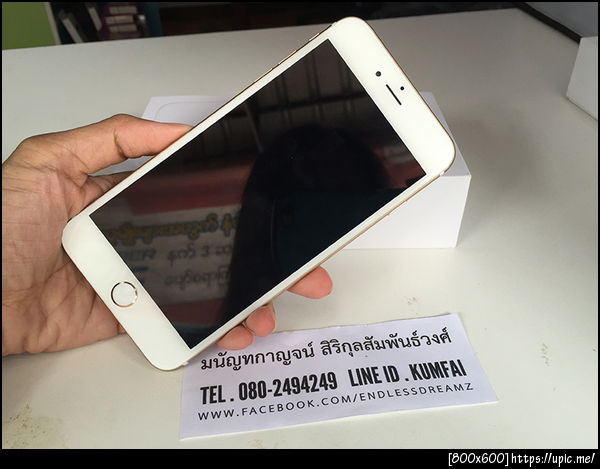 มนัญทกาญจน์ สิริกุลสัมพันธ์วงศ์
TEL . 080-2494249 LINE ID . KUMFAI
WWW.FACEBOOK.COM/ENDLESSDREAMZ
[800x600] https://upic.me/